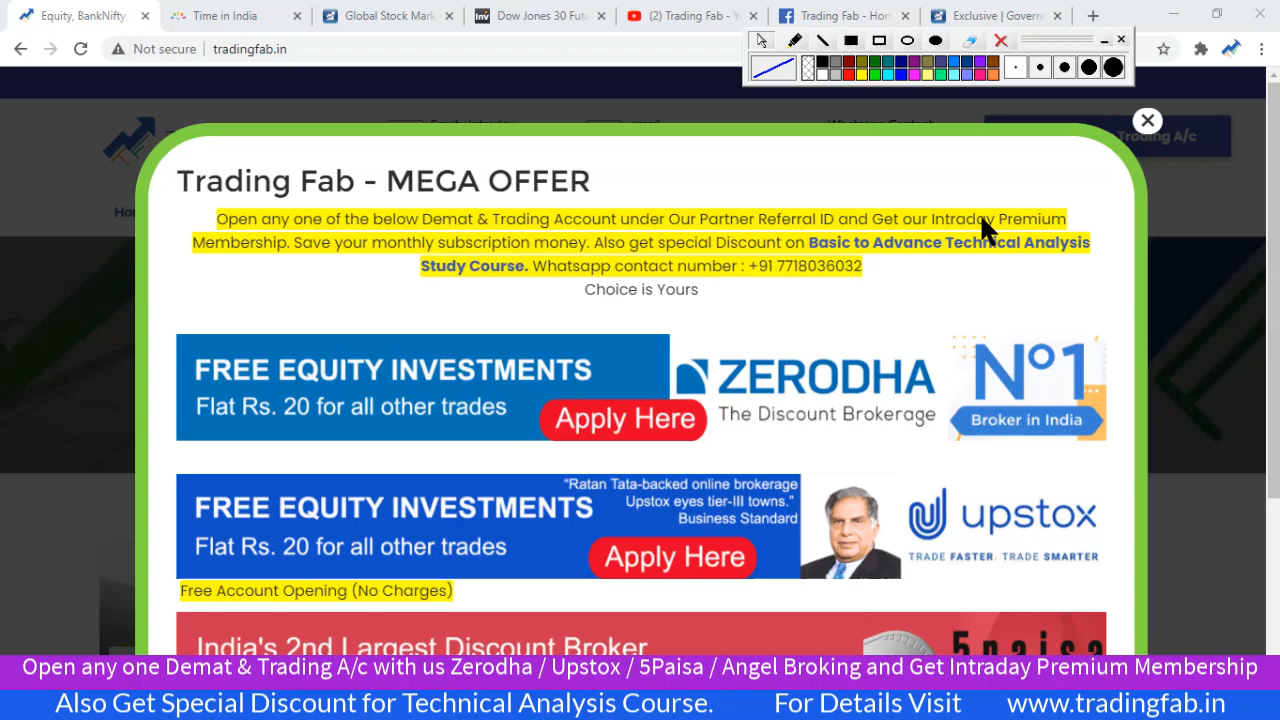 Equity, BankNifty,
Time in India
Global Stock Mark
Inv
Dow Jones 30 Futu
(2) Trading Fab - Y
Trading Fab - Hom
Exclusive | Govern
Not secure
tradingfab.in
Trading A/c
Trading Fab - MEGA OFFER
Open any one of the below Demat & Trading Account under Our Partner Referral ID and Get our Intraday Premium
Membership. Save your monthly subscription money. Also get special Discount on Basic to Advance Technical Analysis
Study Course. Whatsapp contact number : +91 7718036032
Choice is Yours
FREE EQUITY INVESTMENTS
Flat Rs. 20 for all other trades
Apply Here
ZERODHA
The Discount Brokerage
Nº1
Broker in India
"Ratan Tata-backed online brokerage
Upstox eyes tier-III towns."
Business Standard
FREE EQUITY INVESTMENTS
Flat Rs. 20 for all other trades
Apply Here
upstox
TRADE FASTER. TRADE SMARTER
Free Account Opening (No Charges)
India's 2nd Largest Discount Broker
5paisa
Open any one Demat & Trading A/c with us Zerodha / Upstox / 5Paisa / Angel Broking and Get Intraday Premium Membership
Also Get Special Discount for Technical Analysis Course.
For Details Visit
www.tradingfab.in